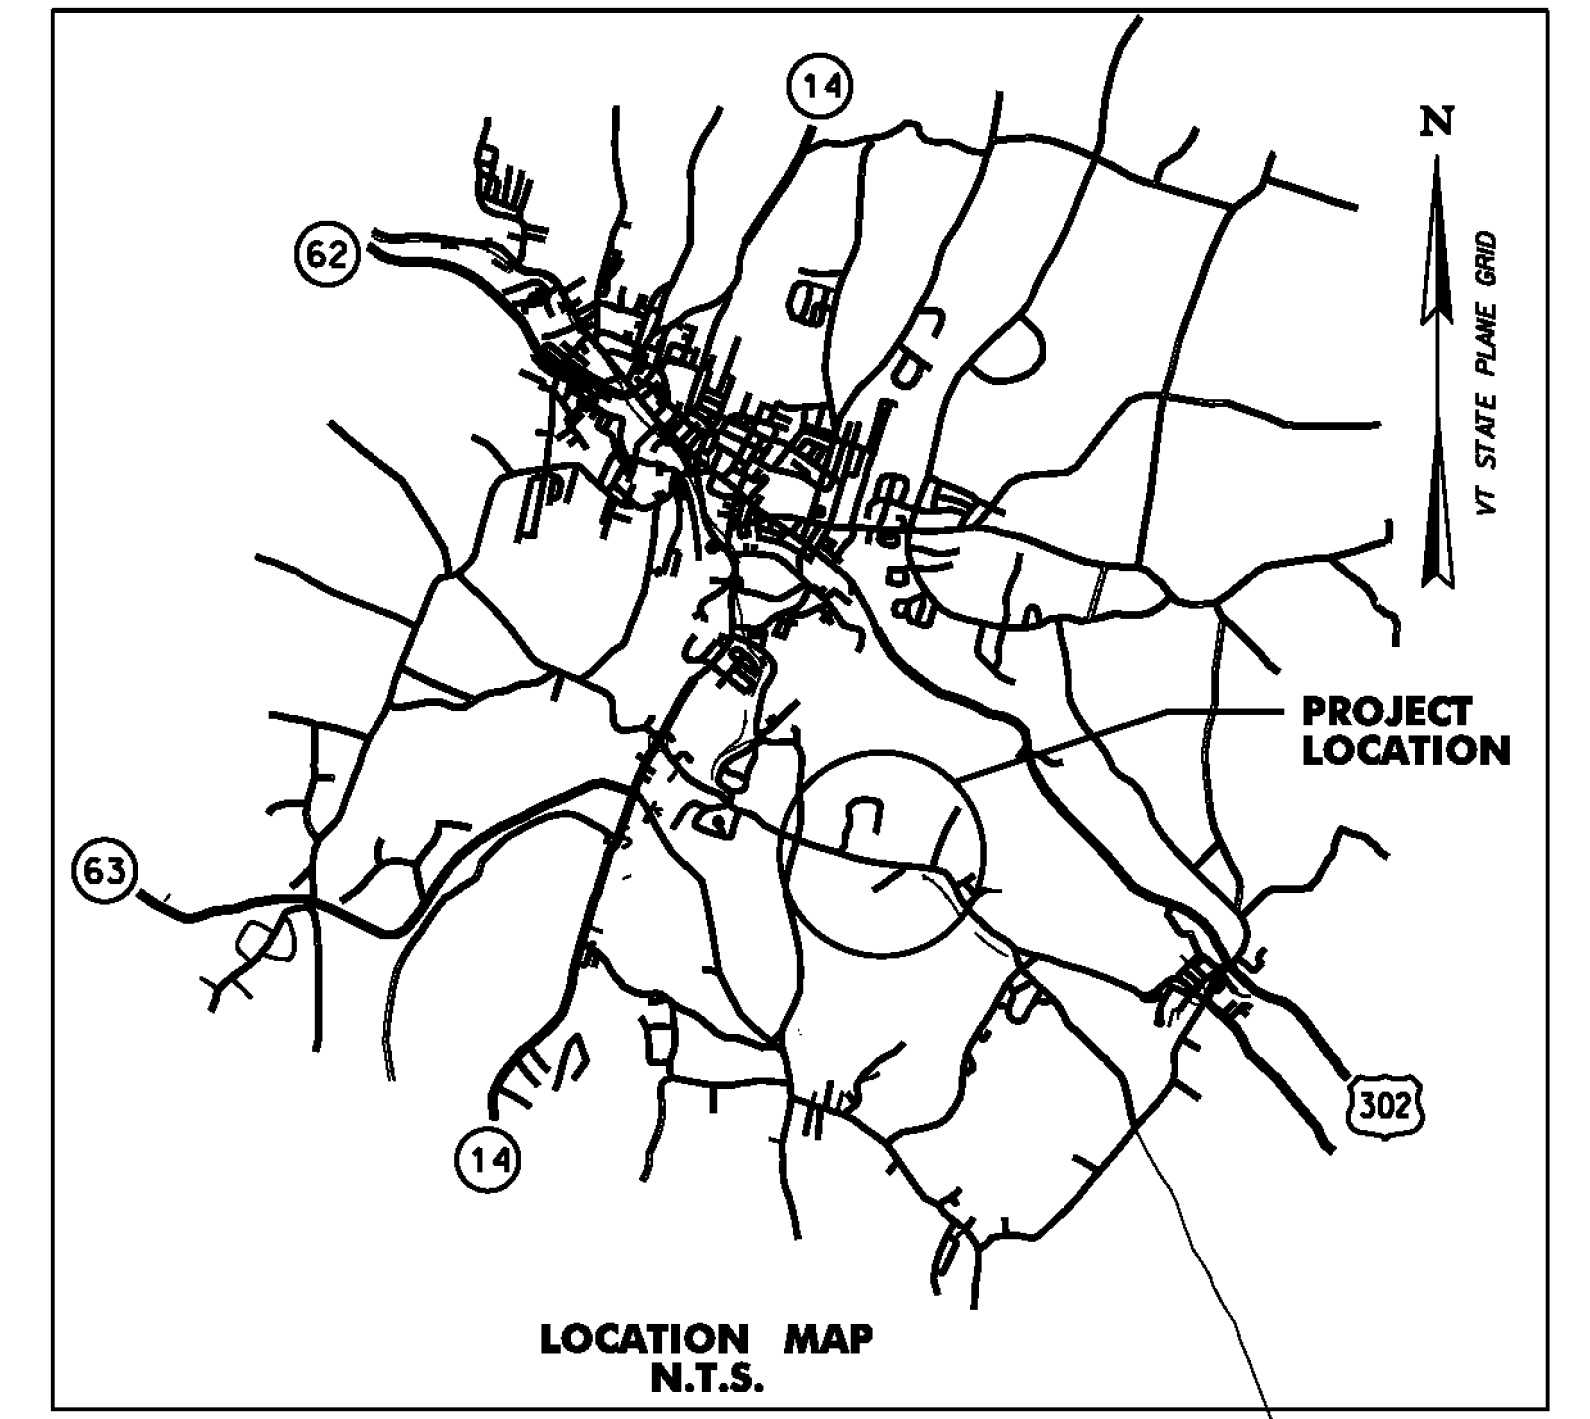 14
N
62
VT STATE PLANE GRID
PROJECT
LOCATION
63
302
14
LOCATION MAP
N.T.S.